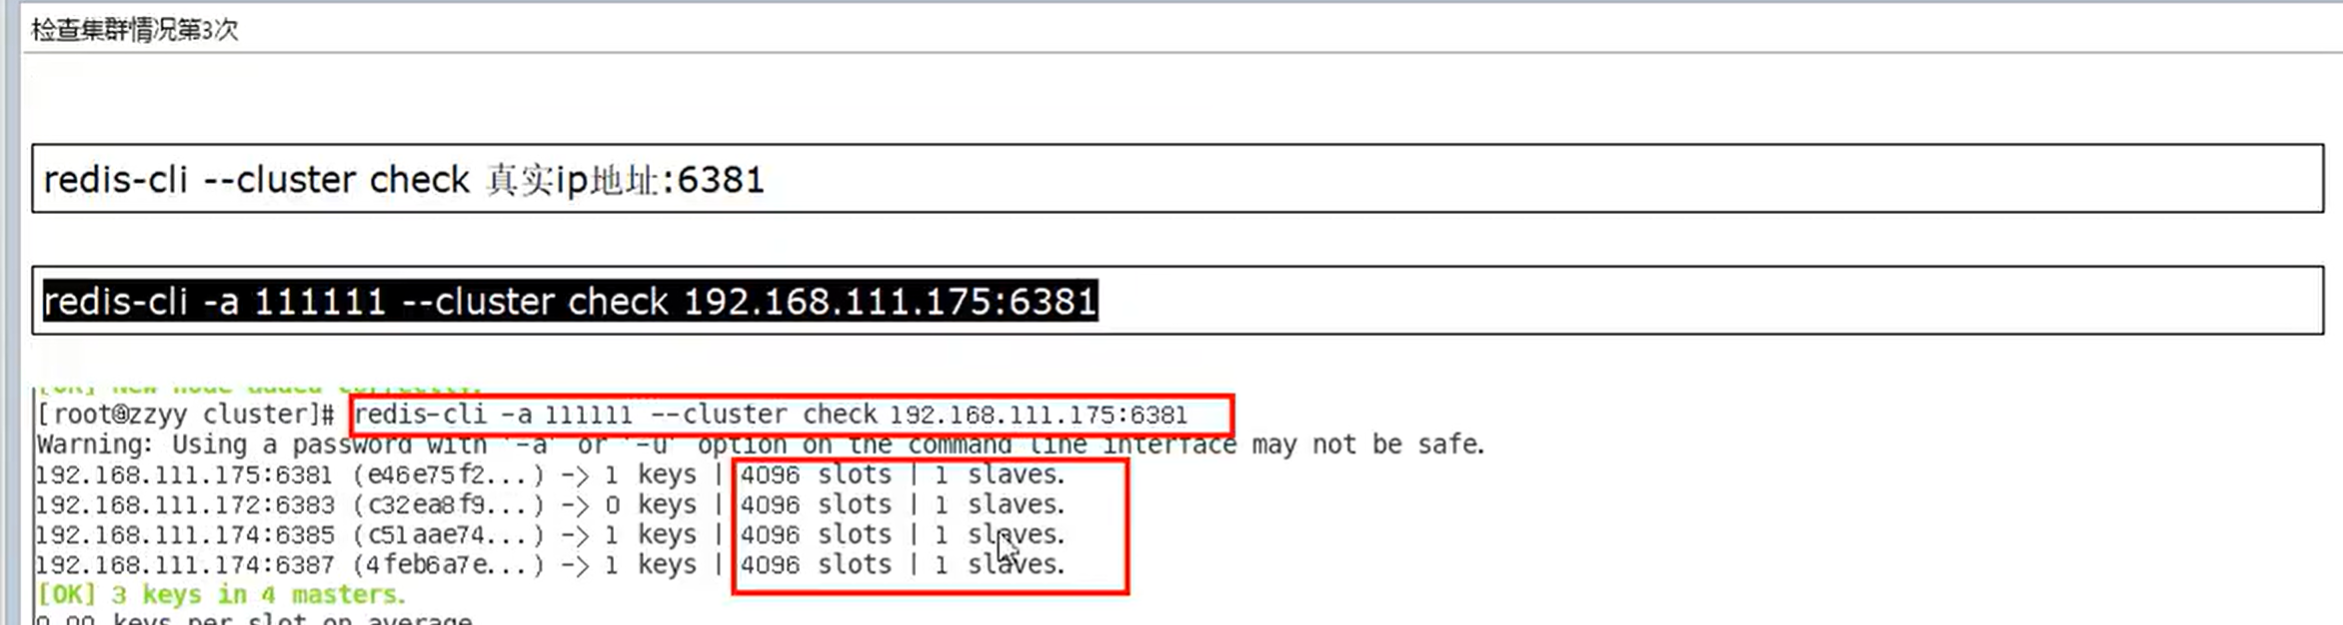 检查集群情况第3次
redis-cli --cluster check 真实ip地址:6381
redis-cli -a 111111 --cluster check 192.168.111.175:6381
[OK] New node added correctly.
[root@zzyy cluster]# redis-cli -a 111111 --cluster check 192.168.111.175:6381
Warning: Using a password with '-a' or '-u' option on the command line interface may not be safe.
192.168.111.175:6381 (e46e75f2...) -> 1 keys | 4096 slots | 1 slaves.
192.168.111.172:6383 (c32ea8f9...) -> 0 keys | 4096 slots | 1 slaves.
192.168.111.174:6385 (c51aae74...) -> 1 keys | 4096 slots | 1 slaves.
192.168.111.174:6387 (4feb6a7e...) -> 1 keys | 4096 slots | 1 slaves.
[OK] 3 keys in 4 masters.
0.00 keys per slot on average.